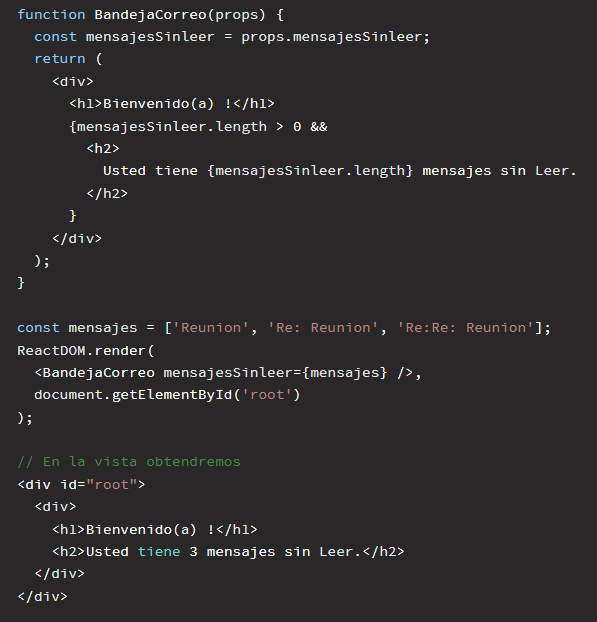 function BandejaCorreo(props) {
  const mensajesSinleer = props.mensajesSinleer;
  return (
    <div>
      <h1>Bienvenido(a) !</h1>
      {mensajesSinleer.length > 0 &&
        <h2>
          Usted tiene {mensajesSinleer.length} mensajes sin Leer.
        </h2>
      }
    </div>
  );
}

const mensajes = ['Reunion', 'Re: Reunion', 'Re:Re: Reunion'];
ReactDOM.render(
  <BandejaCorreo mensajesSinleer={mensajes} />,
  document.getElementById('root')
);

// En la vista obtendremos
<div id="root">
  <div>
    <h1>Bienvenido(a) !</h1>
    <h2>Usted tiene 3 mensajes sin Leer.</h2>
  </div>
</div>